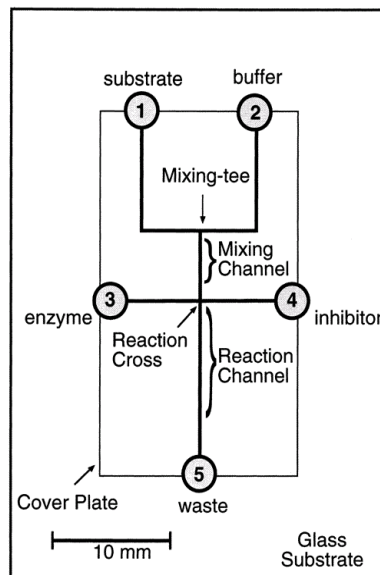 substrate
buffer
1
2
Mixing-tee
Mixing
Channel
3
4
enzyme
inhibitor
Reaction
Cross
Reaction
Channel
5
Cover Plate
waste
10 mm
Glass
Substrate